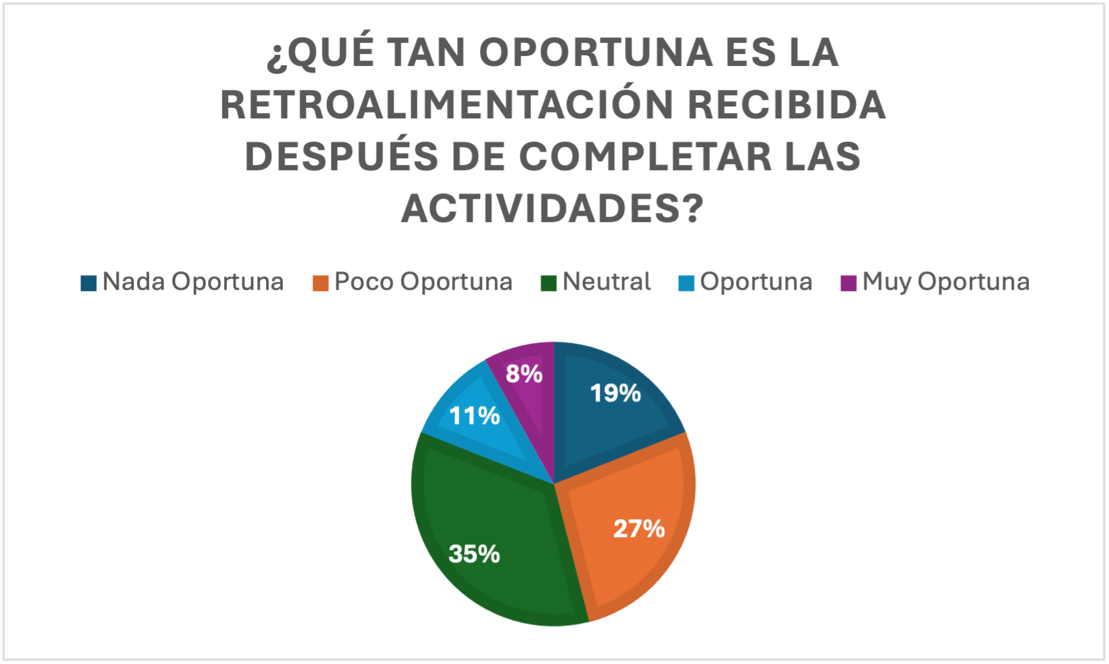 ¿QUÉ TAN OPORTUNA ES LA
RETROALIMENTACIÓN RECIBIDA
DESPUÉS DE COMPLETAR LAS
ACTIVIDADES?
Nada Oportuna Poco Oportuna Neutral Oportuna Muy Oportuna
8%
19%
11%
27%
35%